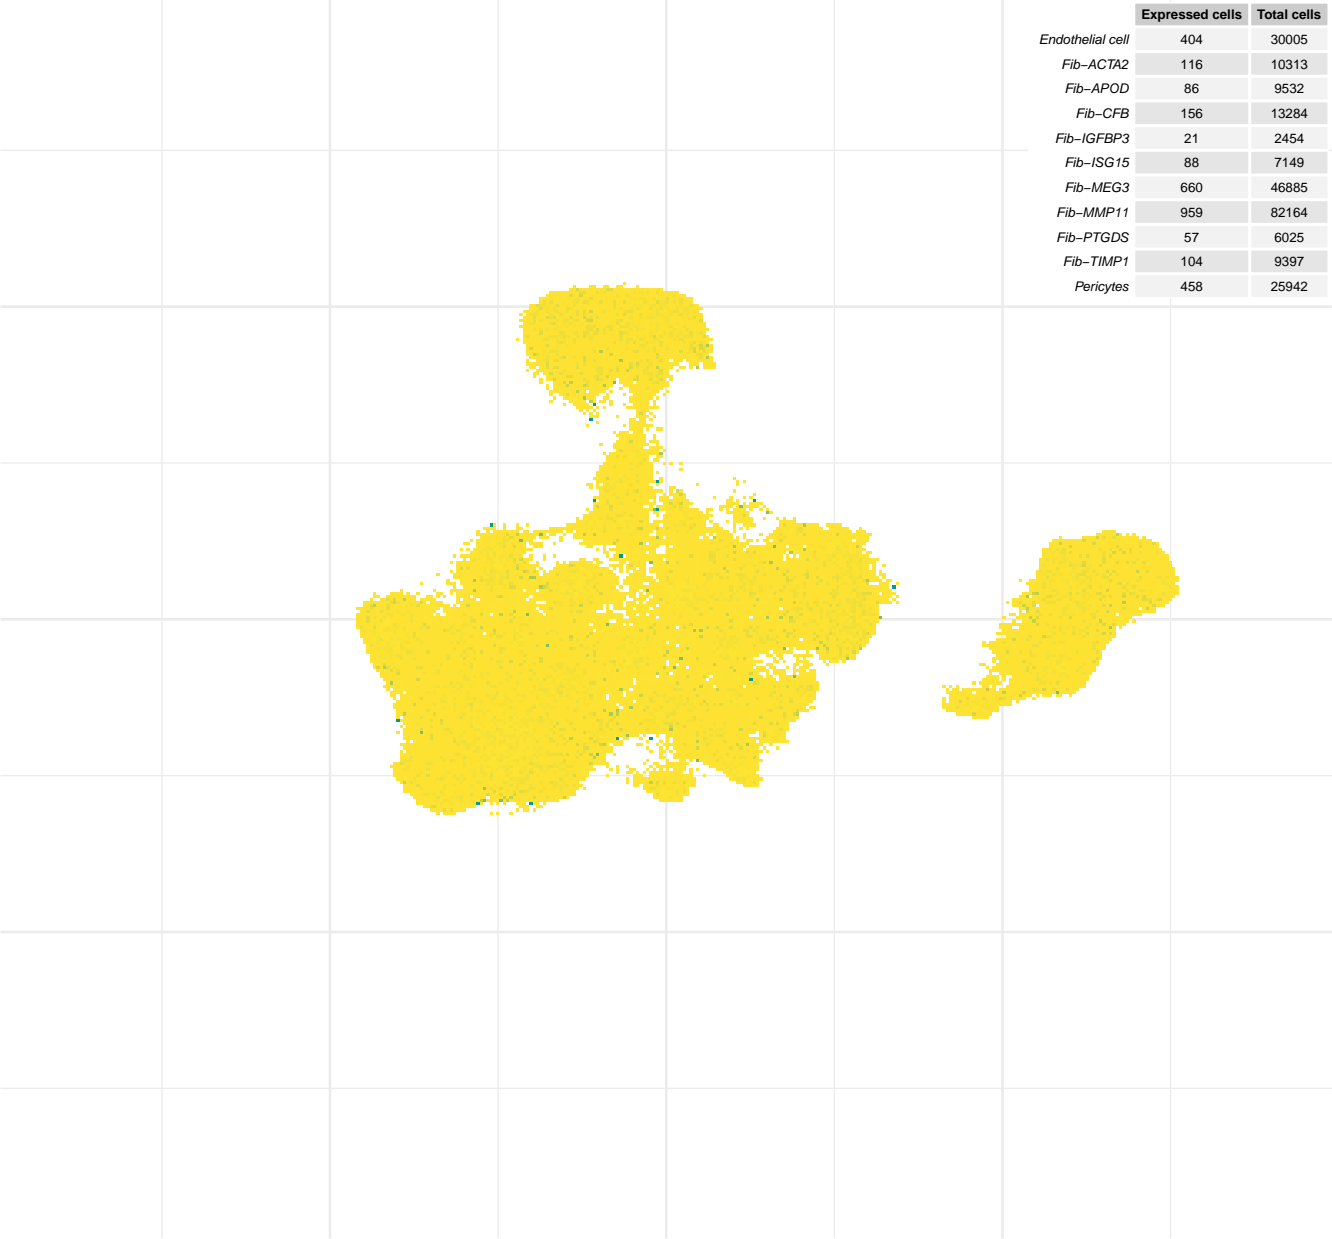 Expressed cells Total cells
Endothelial cell 404 30005
Fib−ACTA2 116 10313
Fib−APOD 86 9532
Fib−CFB 156 13284
Fib−IGFBP3 21 2454
Fib−ISG15 88 7149
Fib−MEG3 660 46885
Fib−MMP11 959 82164
Fib−PTGDS 57 6025
Fib−TIMP1 104 9397
Pericytes 458 25942